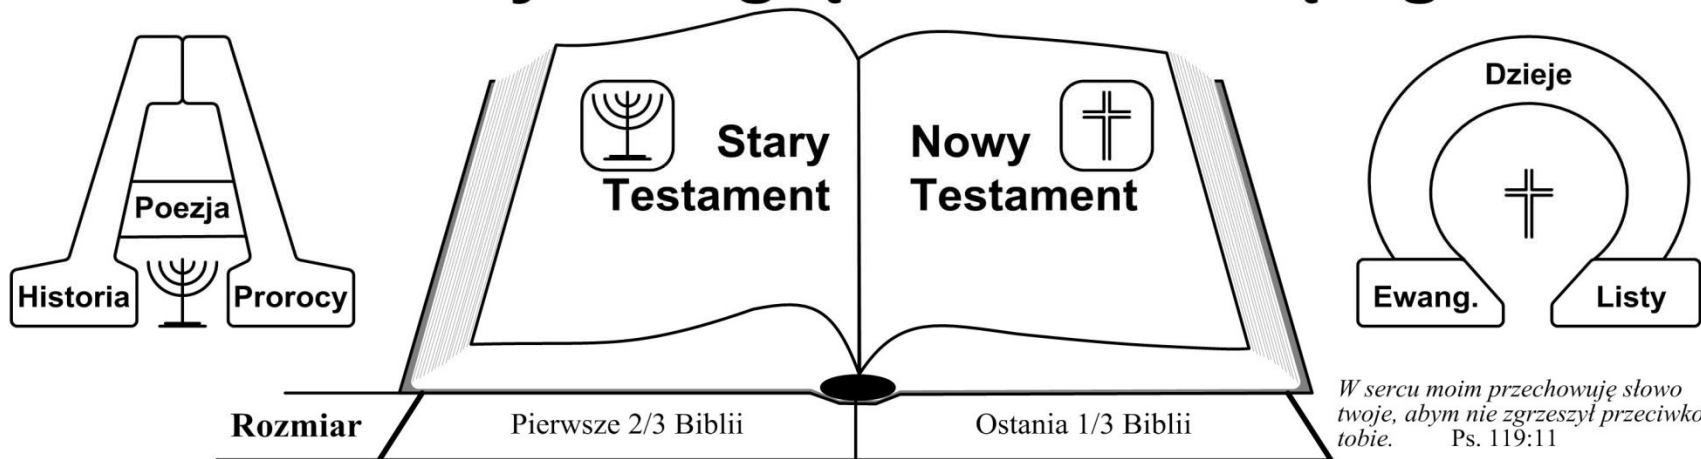 Dzieje
Stary
Testament
Nowy
Testament
Poezja
Historia
Prorocy
Ewang.
Listy
W sercu moim przechowuję słowo
twoje, abym nie zgrzeszył przeciwko
tobie. Ps. 119:11
Rozmiar
Pierwsze 2/3 Biblii
Ostania 1/3 Biblii